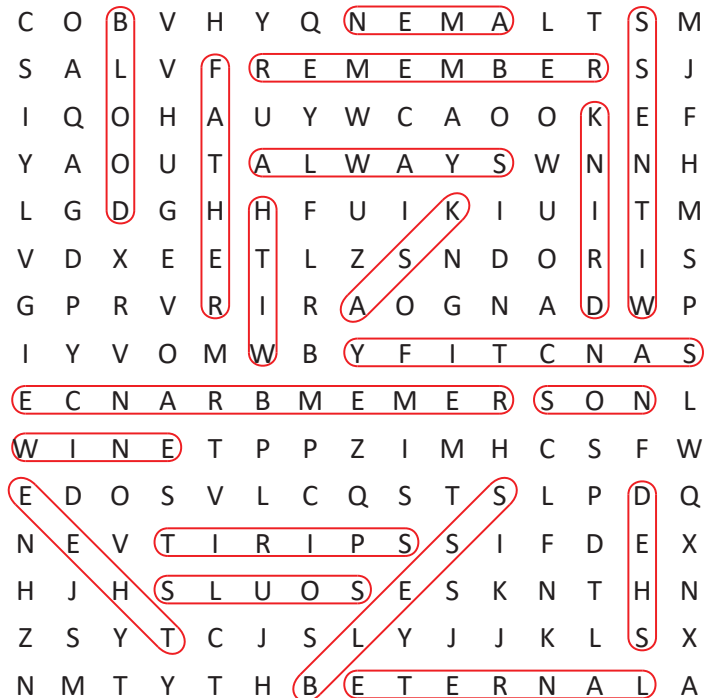 C O B V H Y Q N E M A L T S M
S A L V F R E M E M B E R S J
I Q O H A U Y W C A O O K E F
Y A O U T A L W A Y S W N N H
L G D G H H F U I K I U I T M
V D X E E T L Z S N D O R I S
G P R V R I R A O G N A D W P
I Y V O M W B Y F I T C N A S
E C N A R B M E M E R S O N L
W I N E T P P Z I M H C S F W
E D O S V L C Q S T S L P D Q
N E V T I R I P S S I F D E X
H J H S L U O S E S K N T H N
Z S Y T C J S L Y J J K L S X
N M T Y T H B E T E R N A L A